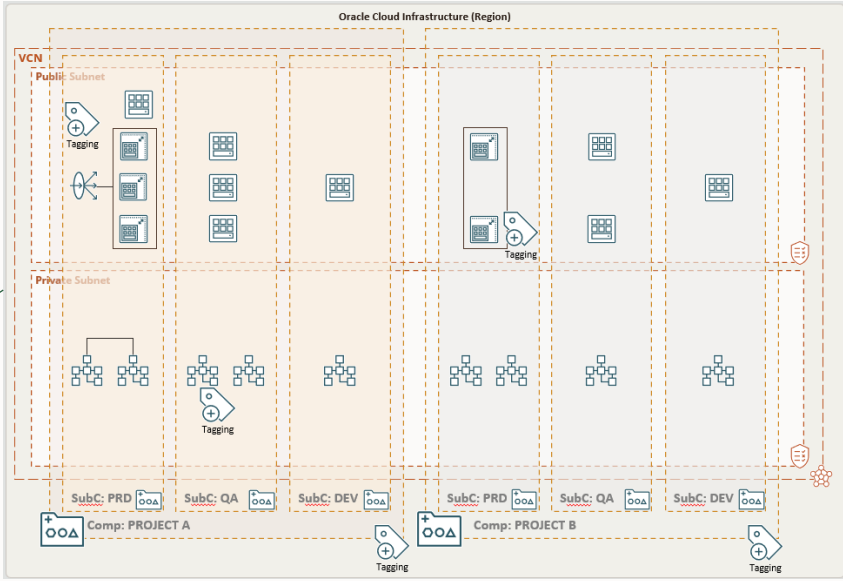 Oracle Cloud Infrastructure (Region)
VCN
Public Subnet
Tagging
Tagging
Private Subnet
Tagging
SubC: PRD
SubC: QA
SubC: DEV
SubC: PRD
SubC: QA
SubC: DEV
Comp: PROJECT A
Comp: PROJECT B
Tagging
Tagging